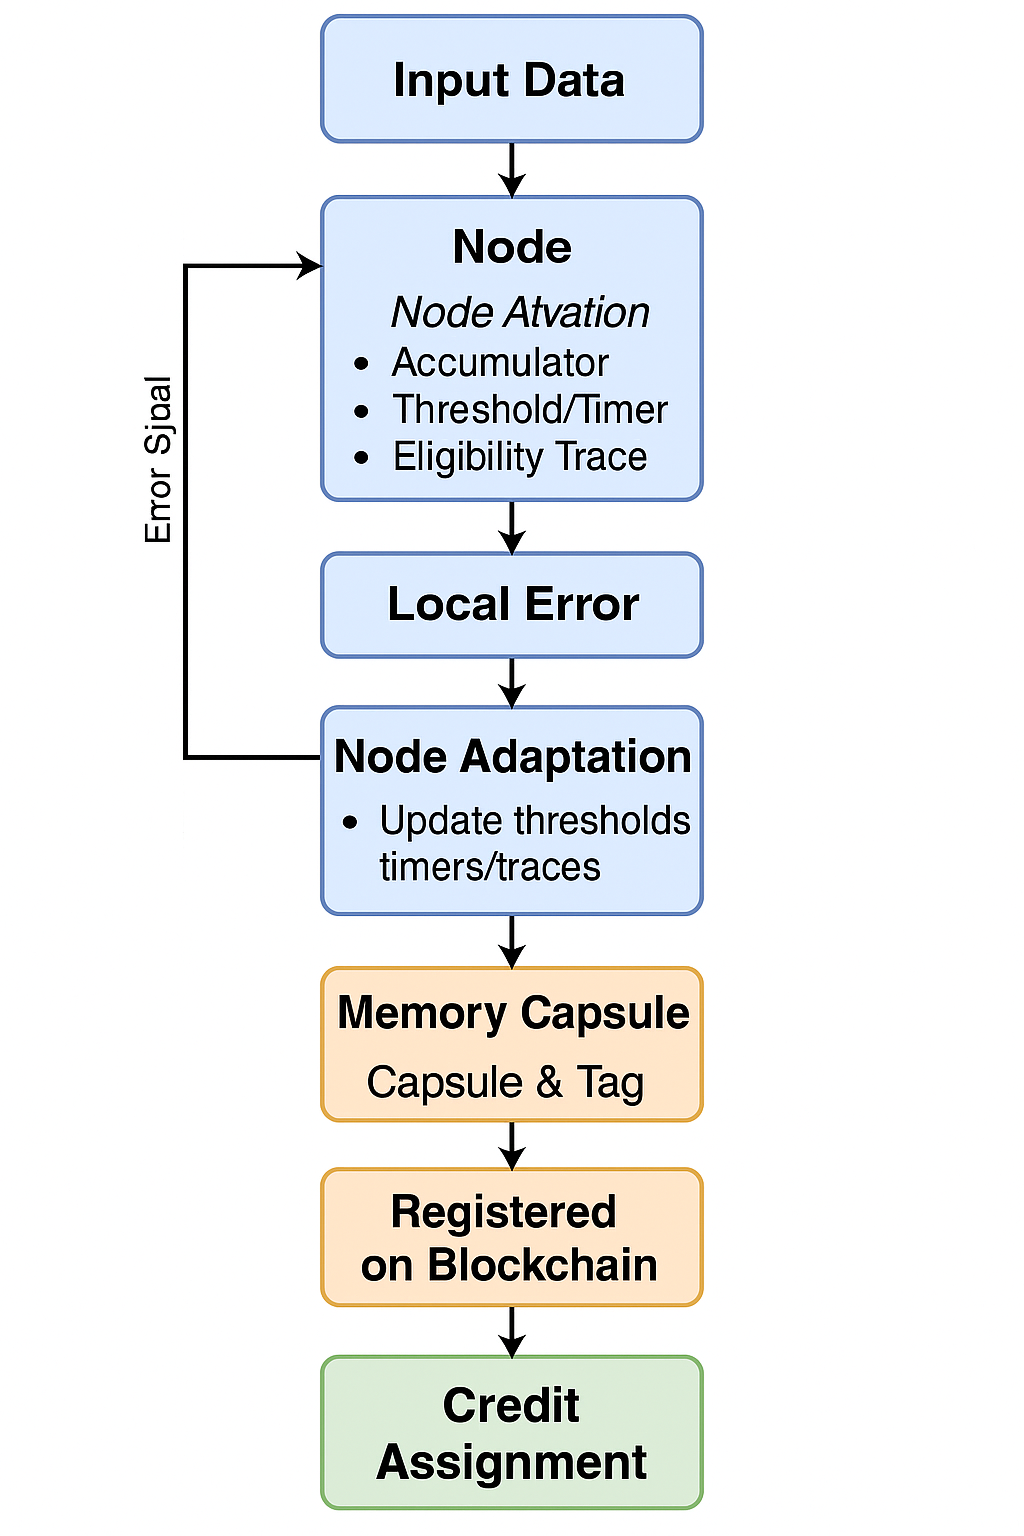 Input Data
Node
Node Atvation
• Accumulator
• Threshold/Timer
• Eligibility Trace
Error Sjbal
Local Error
Node Adaptation
• Update thresholds
timers/traces
Memory Capsule
Capsule & Tag
Registered
on Blockchain
Credit
Assignment